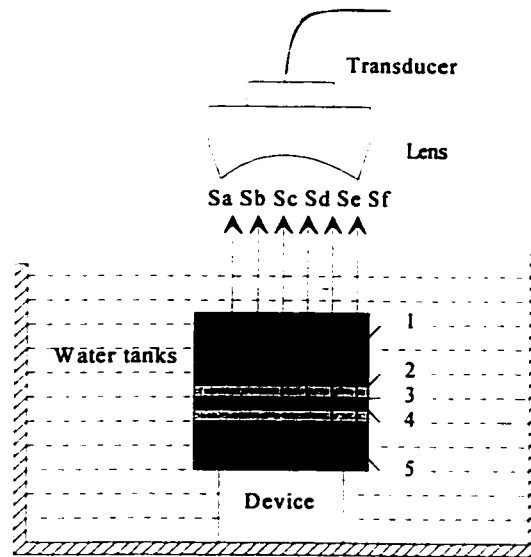 Transducer
Lens
Sa Sb Sc Sd Se Sf
1
Water tanks
2
3
4
5
Device